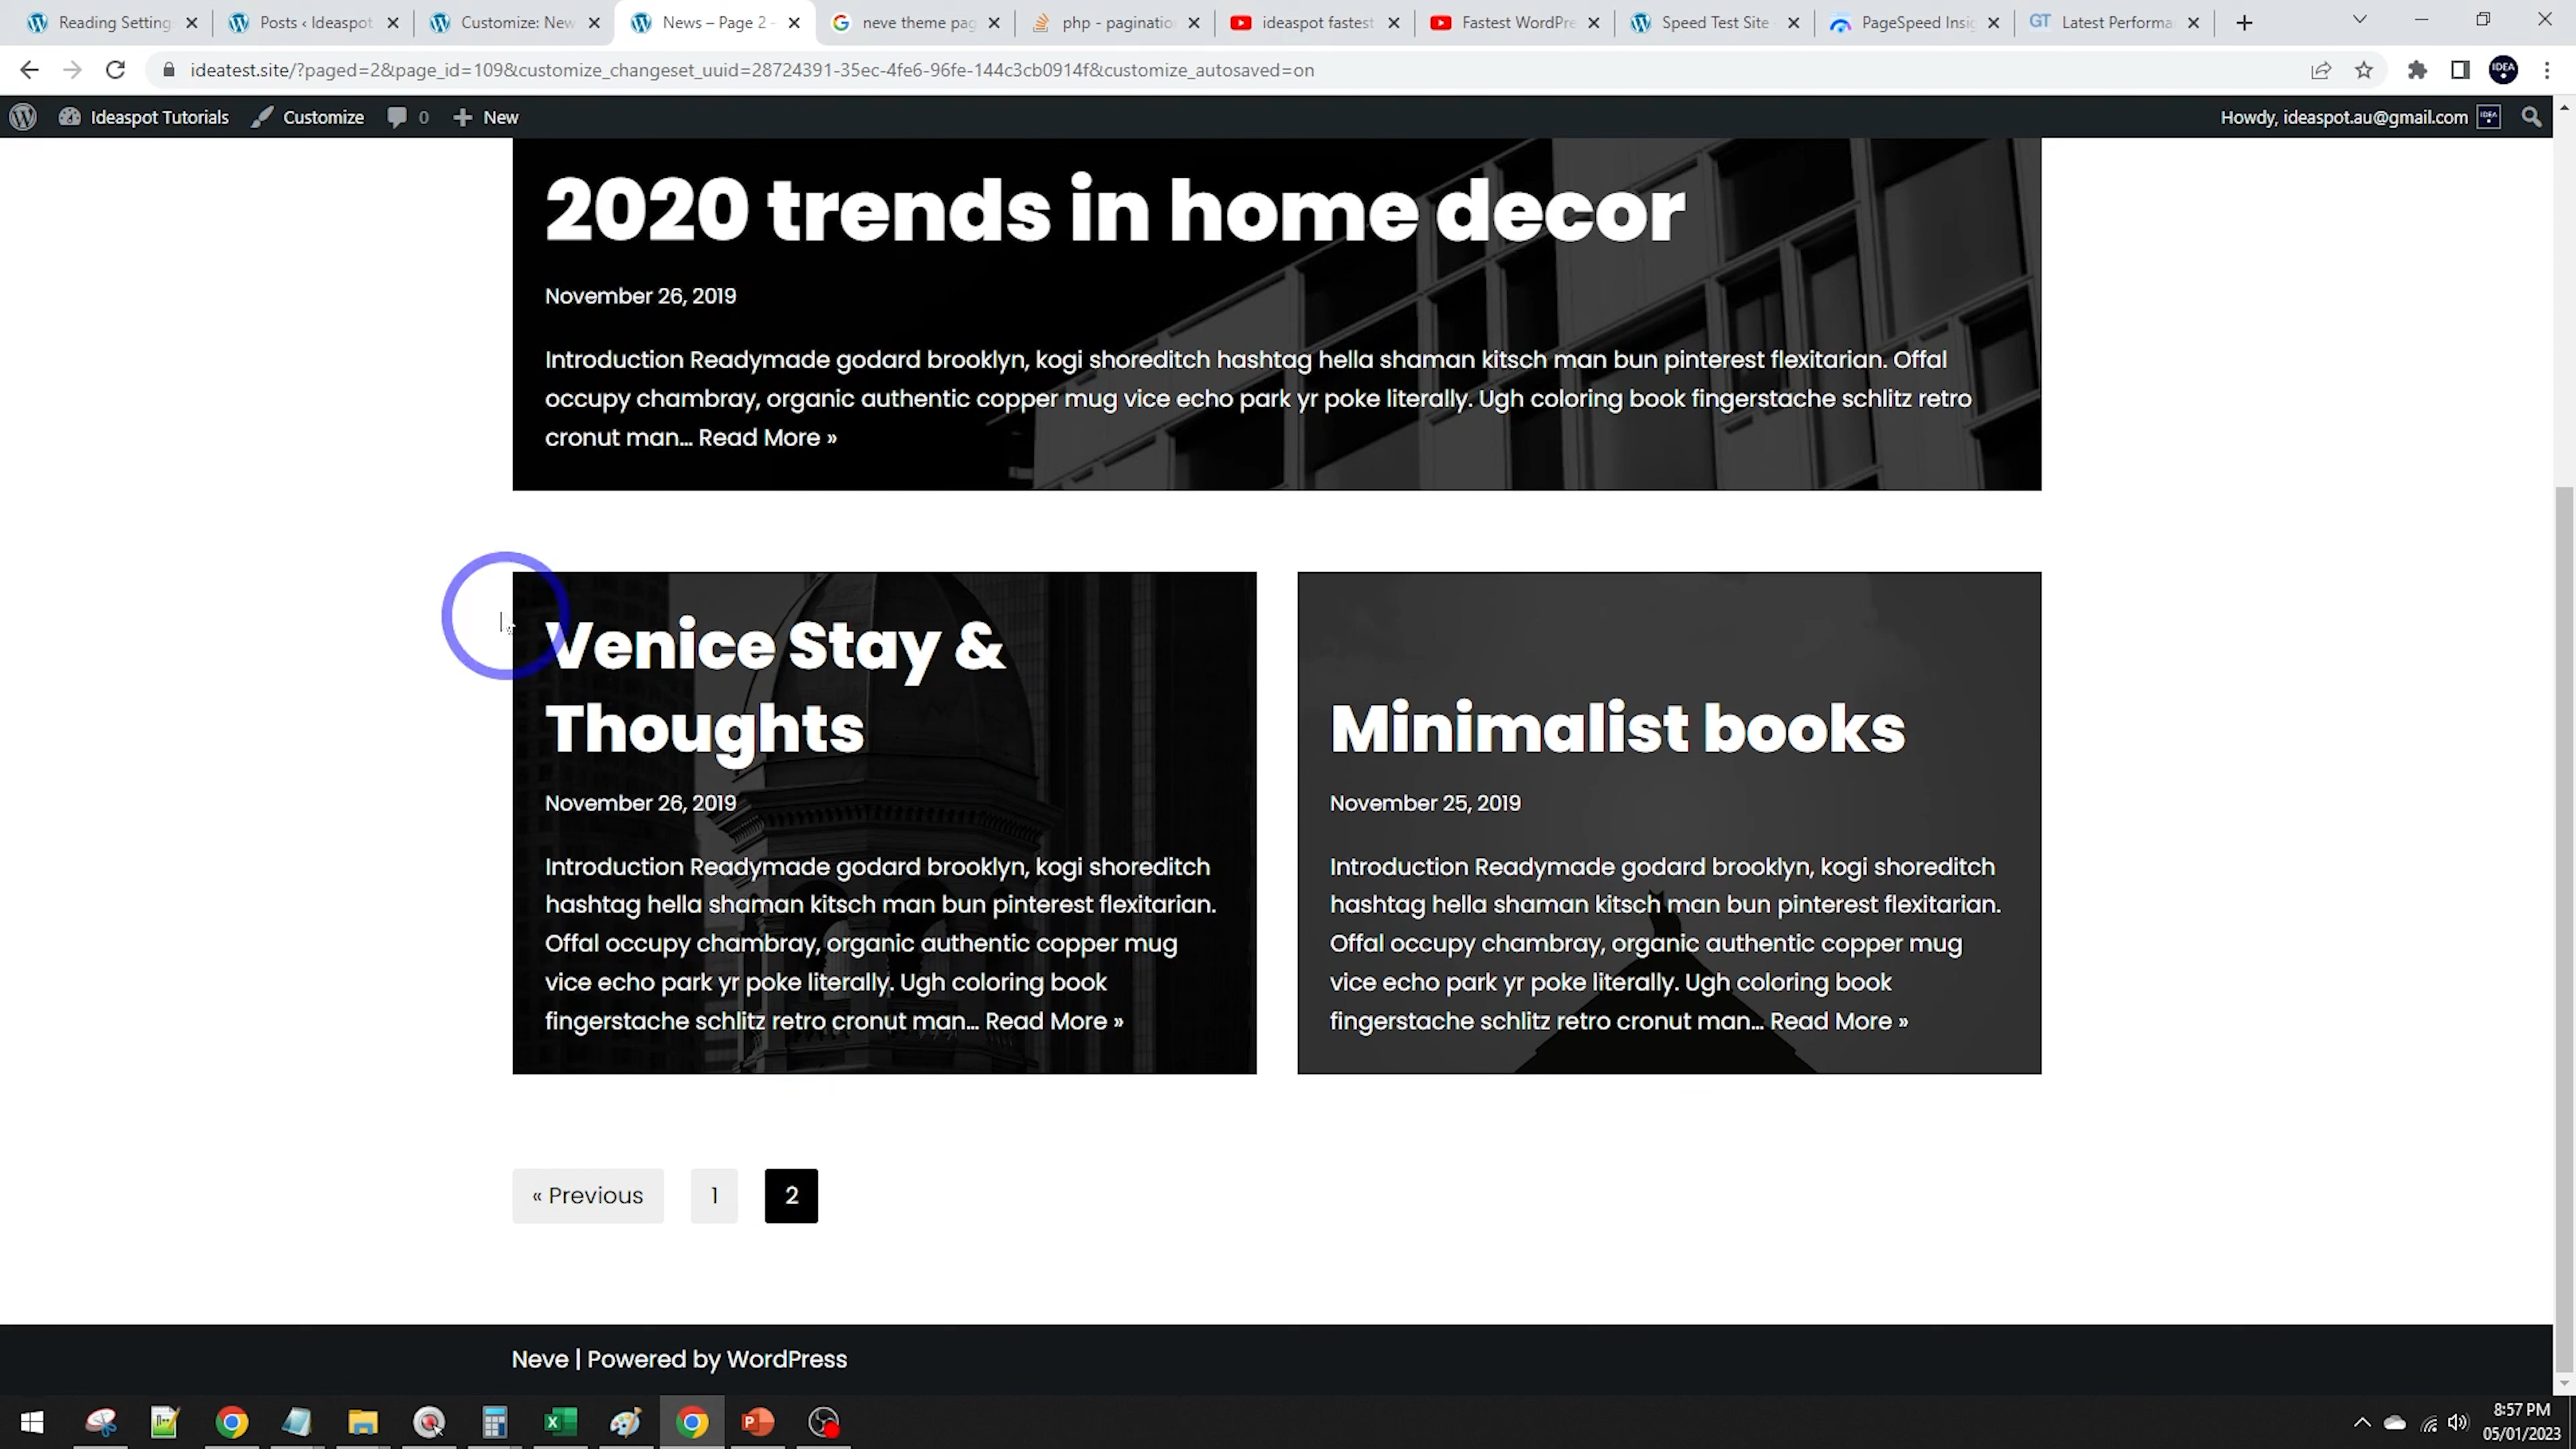 Reading Setting
Posts ‹ Ideaspot
Customize: New
News – Page 2 -
neve theme pag
php - paginatio
ideaspot fastest
Fastest WordPre
Speed Test Site
PageSpeed Insig
GT
Latest Performa
ideatest.site/?paged=2&page_id=109&customize_changeset_uuid=28724391-35ec-4fe6-96fe-144c3cb0914f&customize_autosaved=on
IDEA
Ideaspot Tutorials
Customize
0
New
Howdy, ideaspot.au@gmail.com
IDEA
2020 trends in home decor
November 26, 2019
Introduction Readymade godard brooklyn, kogi shoreditch hashtag hella shaman kitsch man bun pinterest flexitarian. Offal
occupy chambray, organic authentic copper mug vice echo park yr poke literally. Ugh coloring book fingerstache schlitz retro
cronut man… Read More »
Venice Stay &
Thoughts
November 26, 2019
Introduction Readymade godard brooklyn, kogi shoreditch
hashtag hella shaman kitsch man bun pinterest flexitarian.
Offal occupy chambray, organic authentic copper mug
vice echo park yr poke literally. Ugh coloring book
fingerstache schlitz retro cronut man… Read More »
Minimalist books
November 25, 2019
Introduction Readymade godard brooklyn, kogi shoreditch
hashtag hella shaman kitsch man bun pinterest flexitarian.
Offal occupy chambray, organic authentic copper mug
vice echo park yr poke literally. Ugh coloring book
fingerstache schlitz retro cronut man… Read More »
« Previous
1
2
Neve | Powered by WordPress
8:57 PM
05/01/2023